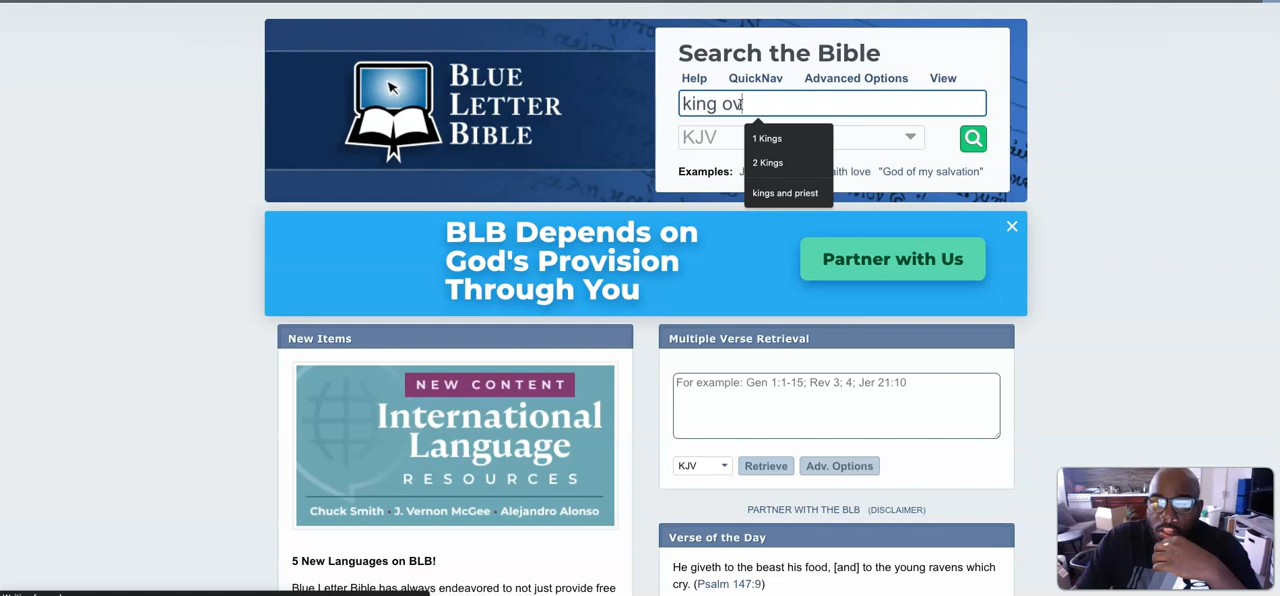 BLUE
LETTER
BIBLE
Search the Bible
Help QuickNav Advanced Options View
king ov
KJV
1 Kings
2 Kings
kings and priest
Examples: aith love "God of my salvation"
BLB Depends on
God's Provision
Through You
Partner with Us
New Items
NEW CONTENT
International
Language
RESOURCES
Chuck Smith • J. Vernon McGee • Alejandro Alonso
5 New Languages on BLB!
Blue Letter Bible has always endeavored to not just provide free
Multiple Verse Retrieval
For example: Gen 1:1-15; Rev 3; 4; Jer 21:10
KJV Retrieve Adv. Options
PARTNER WITH THE BLB (DISCLAIMER)
Verse of the Day
He giveth to the beast his food, [and] to the young ravens which
cry. (Psalm 147:9)